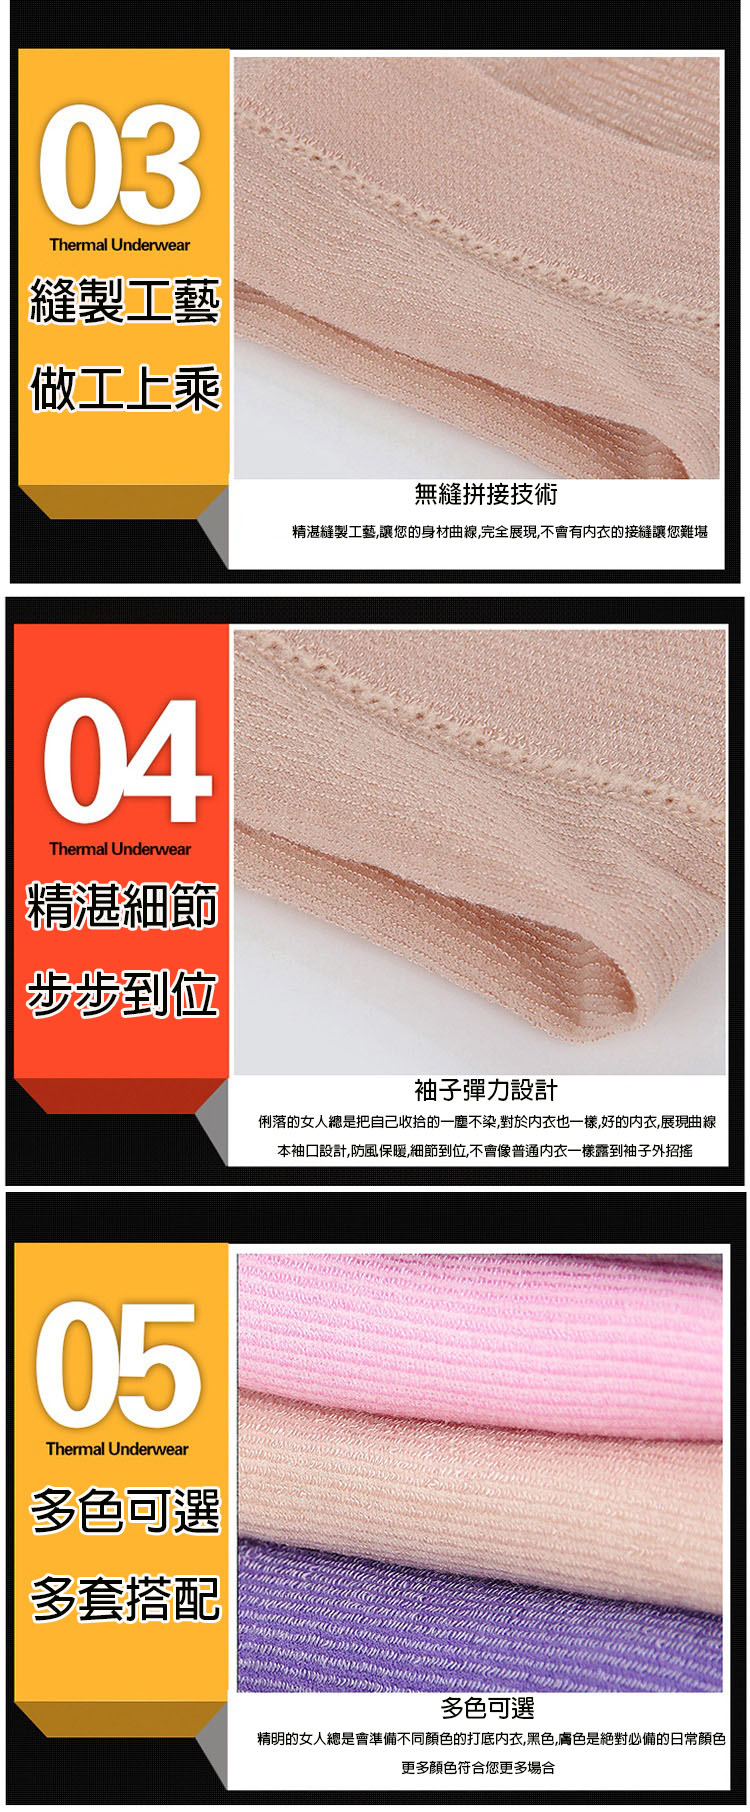 03
Thermal Underwear
縫製工藝
做工上乘
無縫拼接技術
精湛縫製工藝,讓您的身材曲線,完全展現,不會有内衣的接縫讓您難堪
04
Thermal Underwear
精湛細節
步步到位
袖子彈力設計
俐落的女人總是把自己收拾的一塵不染,對於内衣也一樣,好的内衣,展現曲線
本袖口設計,防風保暖,細節到位,不會像普通内衣一樣露到袖子外招搖
05
Thermal Underwear
多色可選
多套搭配
多色可選
精明的女人總是會準備不同顏色的打底内衣,黑色,膚色是絕對必備的日常顏色
更多顏色符合您更多場合